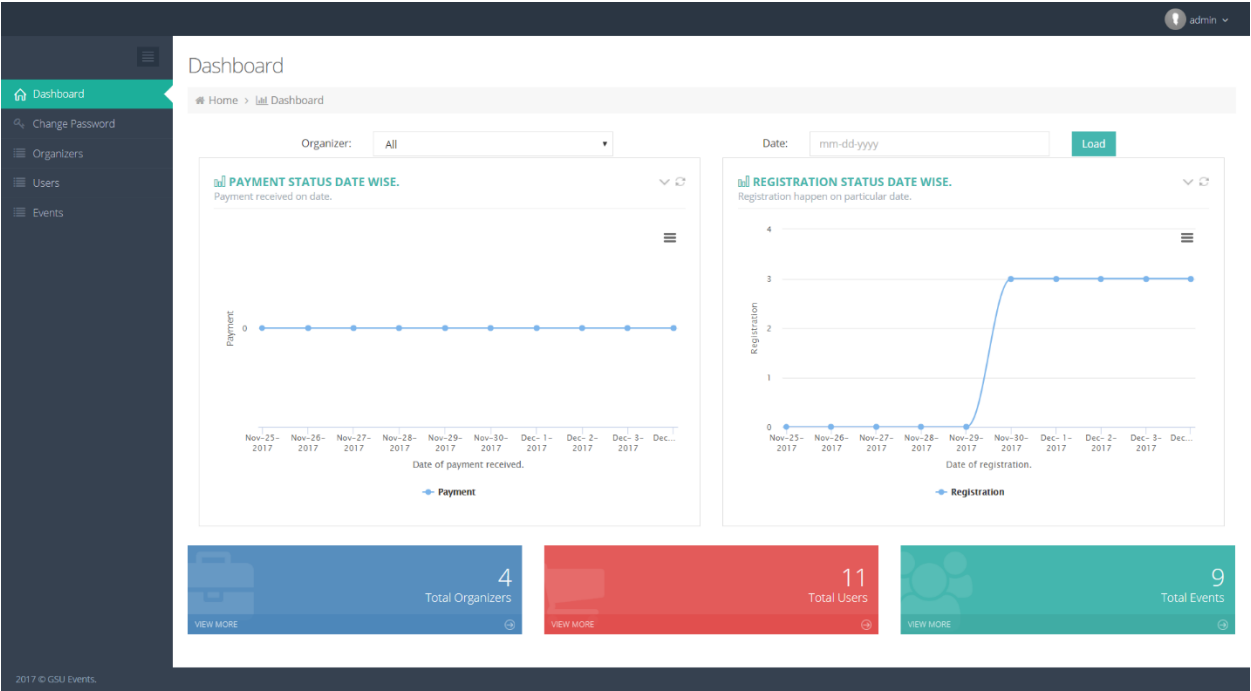 admin
Dashboard
Home > Dashboard
Dashboard
Change Password
Organizers
Users
Events
Organizer: All
Date: mm-dd-yyyy Load
PAYMENT STATUS DATE WISE.
Payment received on date.
Payment
0
Nov-25-2017 Nov-26-2017 Nov-27-2017 Nov-28-2017 Nov-29-2017 Nov-30-2017 Dec- 1-2017 Dec- 2-2017 Dec- 3-2017 Dec...
Date of payment received.
Payment
REGISTRATION STATUS DATE WISE.
Registration happen on particular date.
Registration
4
3
2
1
0
Nov-25-2017 Nov-26-2017 Nov-27-2017 Nov-28-2017 Nov-29-2017 Nov-30-2017 Dec- 1-2017 Dec- 2-2017 Dec- 3-2017 Dec...
Date of registration.
Registration
4
Total Organizers
VIEW MORE
11
Total Users
VIEW MORE
9
Total Events
VIEW MORE
2017 © GSU Events.